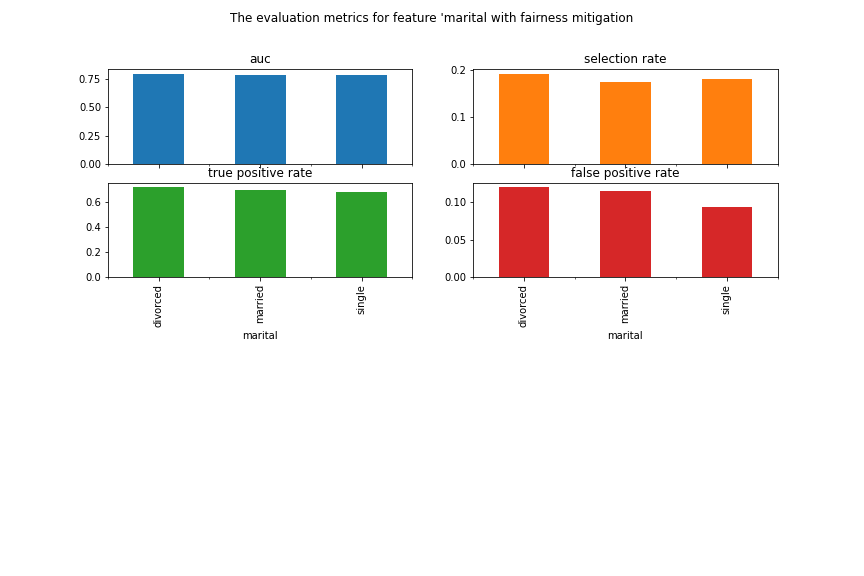 The evaluation metrics for feature 'marital with fairness mitigation
auc
0.75
0.50
0.25
0.00
selection rate
0.2
0.1
0.0
true positive rate
0.6
0.4
0.2
0.0
divorced
married
single
marital
false positive rate
0.10
0.05
0.00
divorced
married
single
marital